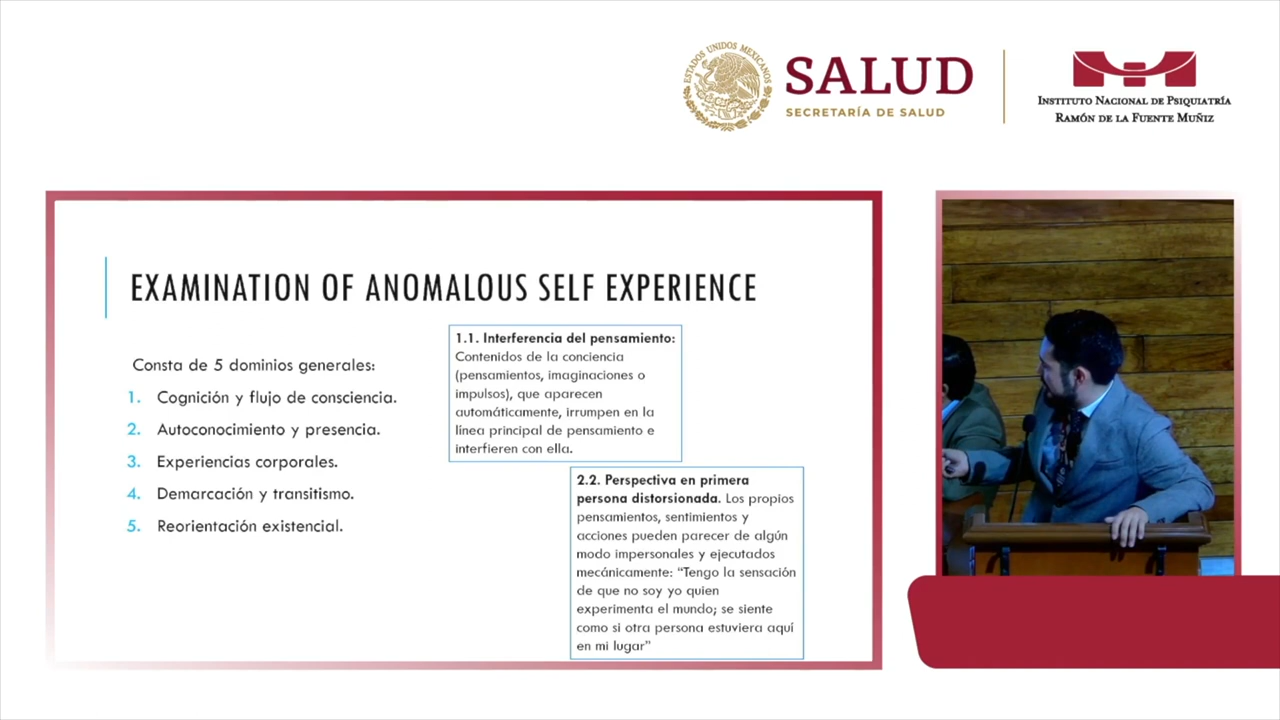 ESTADOS UNIDOS MEXICANOS
SALUD
SECRETARÍA DE SALUD
INSTITUTO NACIONAL DE PSIQUIATRÍA
RAMÓN DE LA FUENTE MUÑIZ
EXAMINATION OF ANOMALOUS SELF EXPERIENCE
Consta de 5 dominios generales:
1. Cognición y flujo de consciencia.
2. Autoconocimiento y presencia.
3. Experiencias corporales.
4. Demarcación y transitismo.
5. Reorientación existencial.
1.1. Interferencia del pensamiento:
Contenidos de la conciencia
(pensamientos, imaginaciones o
impulsos), que aparecen
automáticamente, irrumpen en la
línea principal de pensamiento e
interfieren con ella.
2.2. Perspectiva en primera
persona distorsionada. Los propios
pensamientos, sentimientos y
acciones pueden parecer de algún
modo impersonales y ejecutados
mecánicamente: “Tengo la sensación
de que no soy yo quien
experimenta el mundo; se siente
como si otra persona estuviera aquí
en mi lugar”